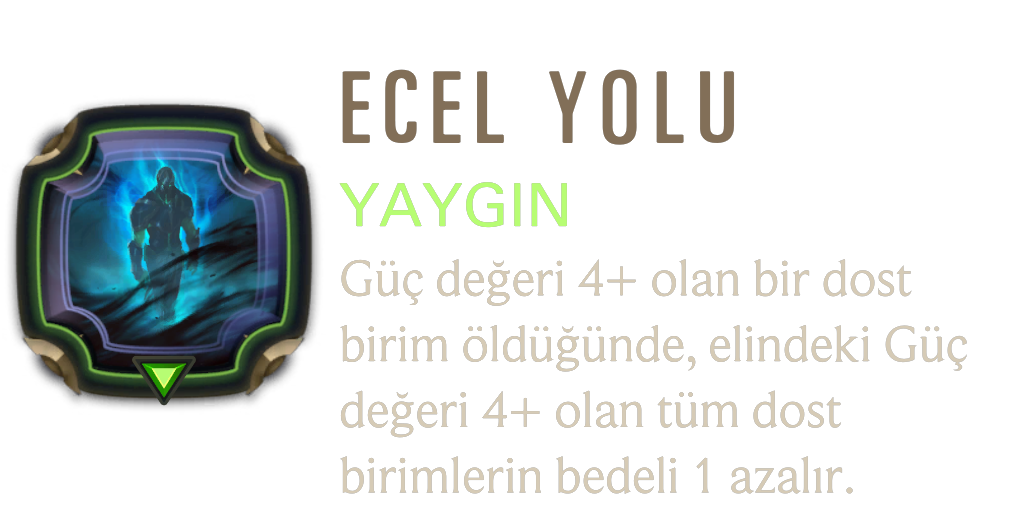 ECEL YOLU
YAYGIN
Güç değeri 4+ olan bir dost
birim öldüğünde, elindeki Güç
değeri 4+ olan tüm dost
birimlerin bedeli 1 azalır.